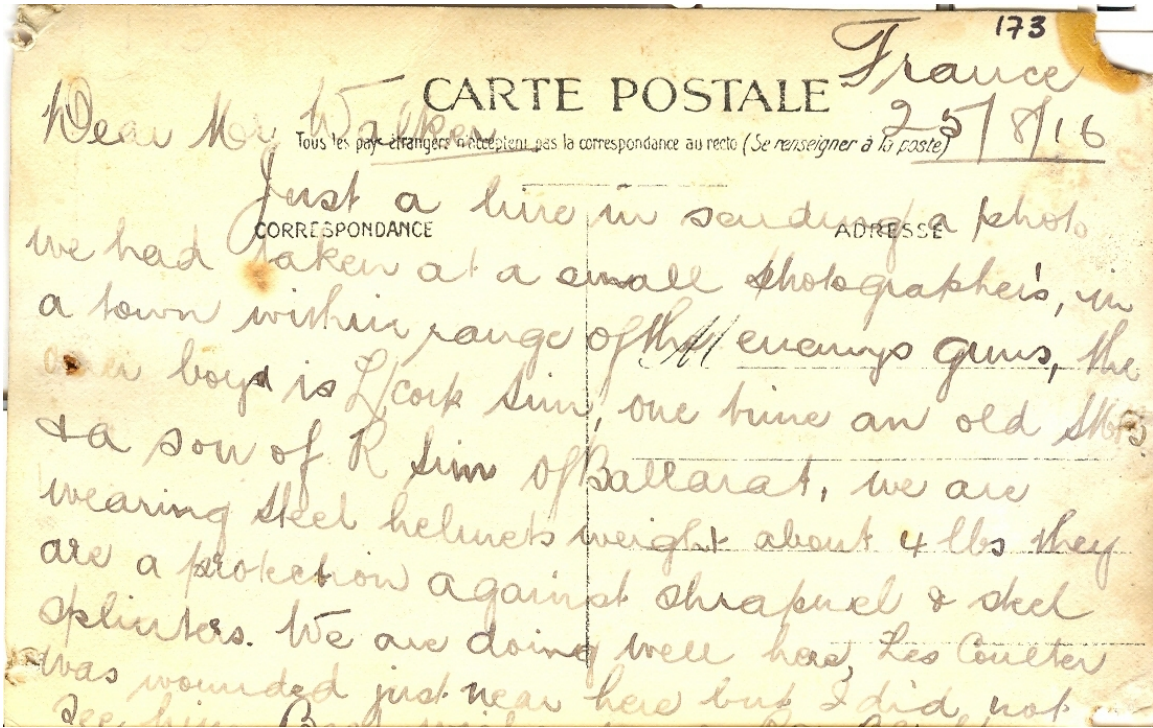 173
France
CARTE POSTALE
25/8/16
Dear Mr Walker
Tous les pays étrangers n'acceptent pas la correspondance au recto (Se renseigner à la poste)
Just a line in sending a photo
CORRESPONDANCE
ADRESSE
we had taken at a small photographers, in
a town within range of the enemys guns, the
other boys is L/corp Sim, one time an old
& a son of R Sim of Ballarat, we are
wearing steel helmets weight about 4 lbs they
are a protection against shrapnel & steel
splinters. We are doing well here, Les Coulter
was wounded just near here but I did not
See him